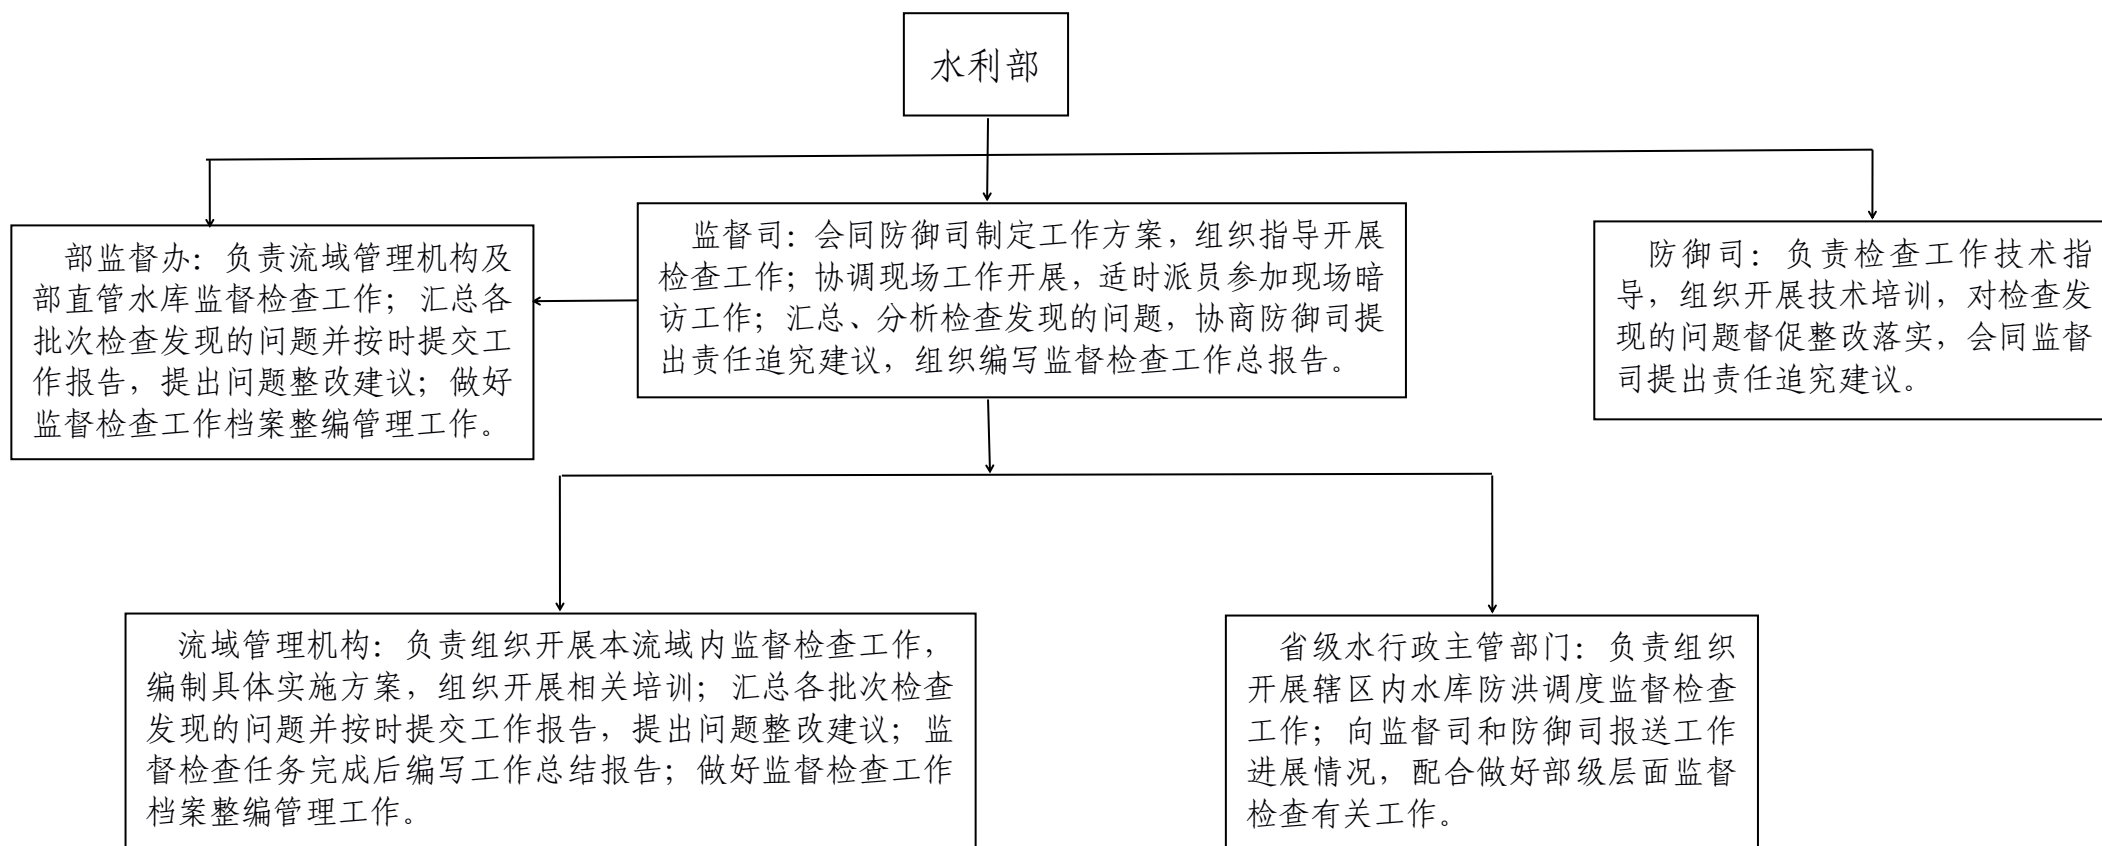 水利部
部监督办：负责流域管理机构及
部直管水库监督检查工作；汇总各
批次检查发现的问题并按时提交工
作报告，提出问题整改建议；做好
监督检查工作档案整编管理工作。
监督司：会同防御司制定工作方案，组织指导开展
检查工作；协调现场工作开展，适时派员参加现场暗
访工作；汇总、分析检查发现的问题，协商防御司提
出责任追究建议，组织编写监督检查工作总报告。
防御司：负责检查工作技术指
导，组织开展技术培训，对检查发
现的问题督促整改落实，会同监督
司提出责任追究建议。
流域管理机构：负责组织开展本流域内监督检查工作，
编制具体实施方案，组织开展相关培训；汇总各批次检查
发现的问题并按时提交工作报告，提出问题整改建议；监
督检查任务完成后编写工作总结报告；做好监督检查工作
档案整编管理工作。
省级水行政主管部门：负责组织
开展辖区内水库防洪调度监督检查
工作；向监督司和防御司报送工作
进展情况，配合做好部级层面监督
检查有关工作。